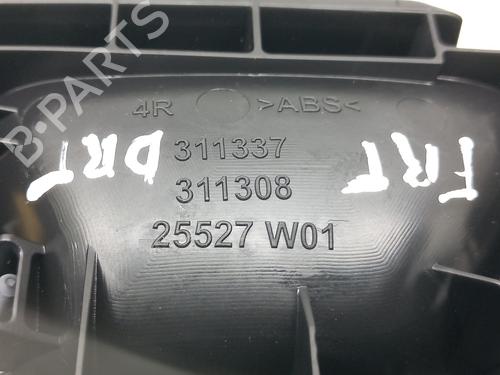 B-PARTS
4R >ABS<
311337
311308
25527 W01
DRT
FRT